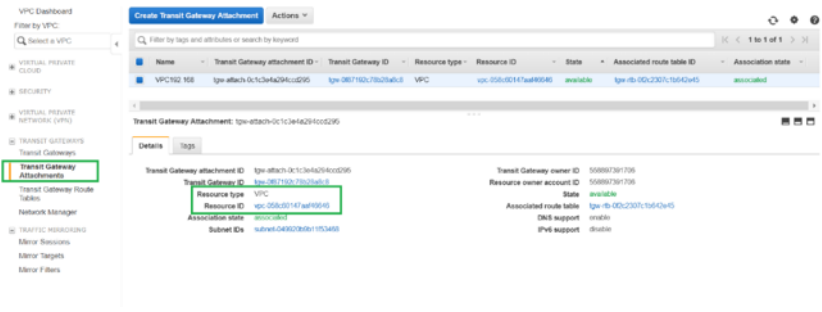 VPC Dashboard
Filter by VPC:
Select a VPC
VIRTUAL PRIVATE CLOUD
SECURITY
VIRTUAL PRIVATE NETWORK (VPN)
TRANSIT GATEWAYS
Transit Gateways
Transit Gateway Attachments
Transit Gateway Route Tables
Network Manager
TRAFFIC MIRRORING
Mirror Sessions
Mirror Targets
Mirror Filters
Create Transit Gateway Attachment Actions
Filter by tags and attributes or search by keyword
1 to 1 of 1
Name Transit Gateway attachment ID Transit Gateway ID Resource type Resource ID State Associated route table ID Association state
VPC192 168 VPC available associated
Transit Gateway Attachment:
Details Tags
Transit Gateway attachment ID
Transit Gateway ID
Resource type VPC
Resource ID
Association state associated
Subnet IDs
Transit Gateway owner ID
Resource owner account ID
State available
Associated route table
DNS support enable
IPv6 support disable